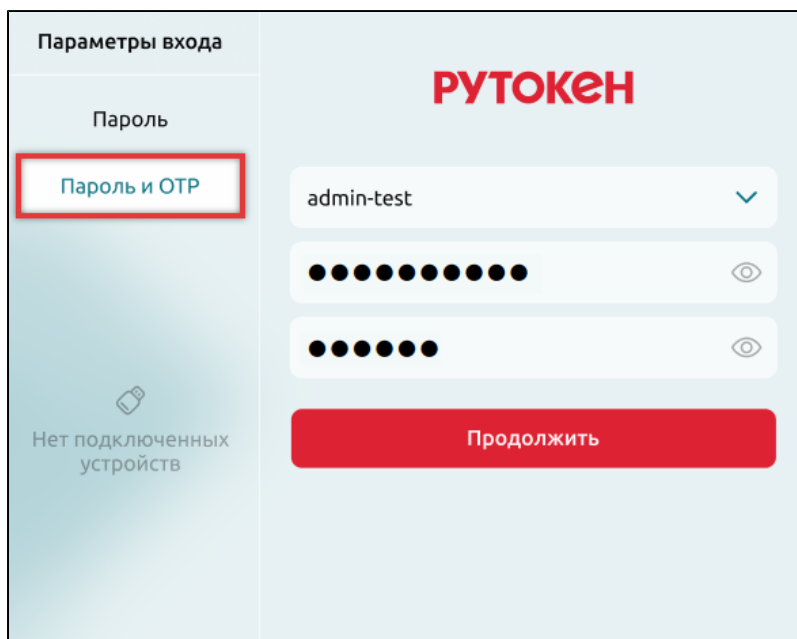 Параметры входа
Пароль
Пароль и OTP
Нет подключенных
устройств
РУТОКЕН
admin-test
●●●●●●●●●●
●●●●●●
Продолжить